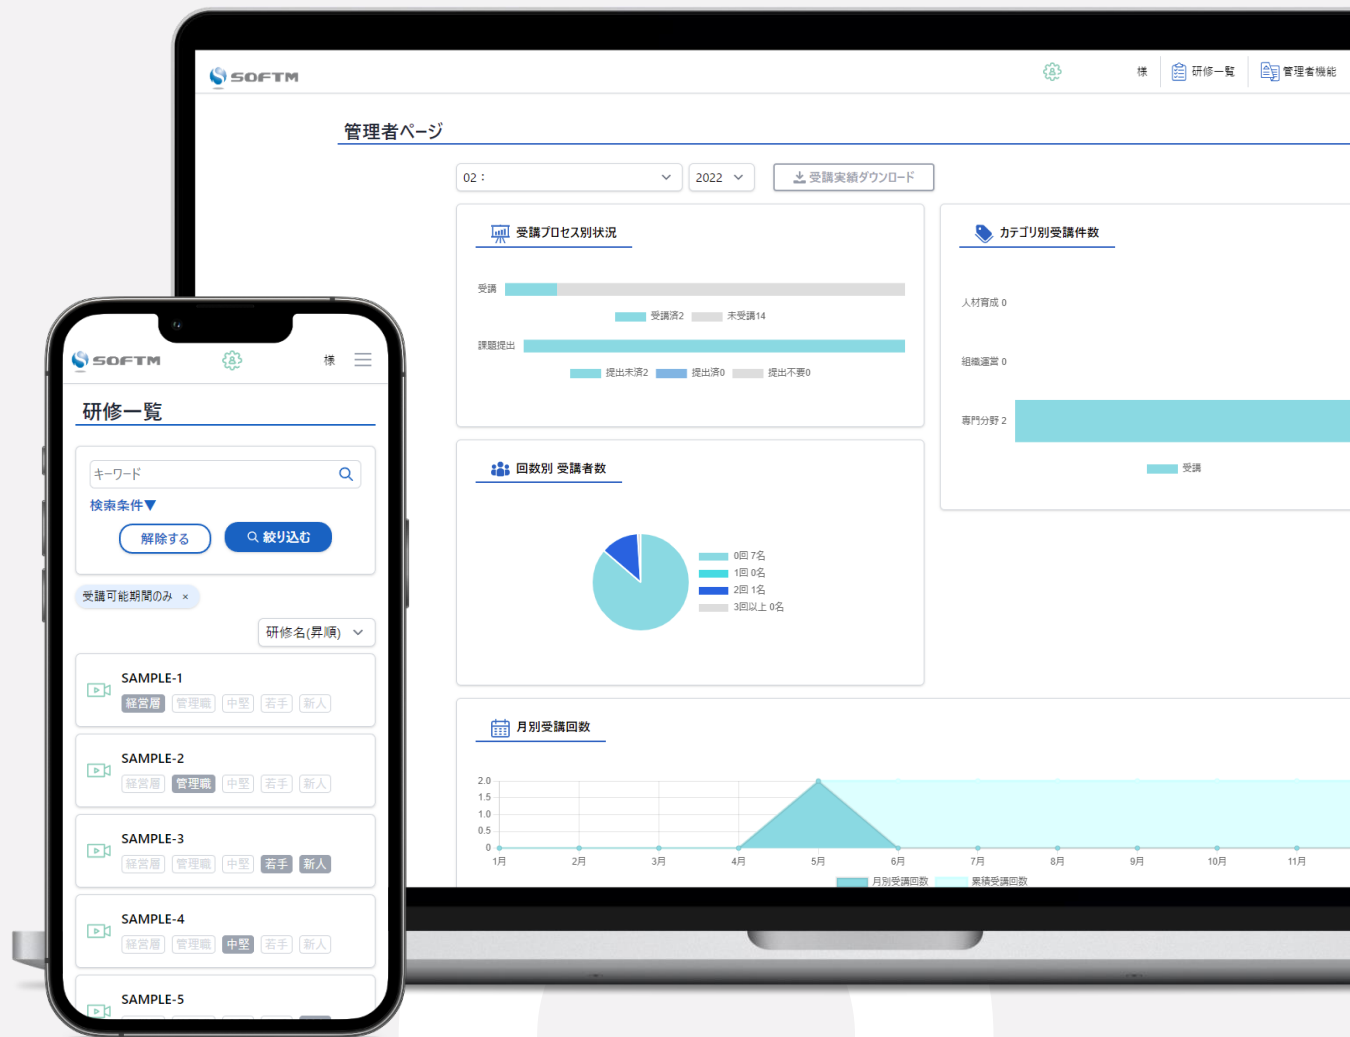 SOFTM
様
研修一覧
管理者機能
管理者ページ
02：
2022
受講実績ダウンロード
受講プロセス別状況
受講
受講済2
未受講14
課題提出
提出未済2
提出済0
提出不要0
カテゴリ別受講件数
人材育成 0
組織運営 0
専門分野 2
受講
回数別 受講者数
0回 7名
1回 0名
2回 1名
3回以上 0名
月別受講回数
2.0
1.5
1.0
0.5
0
1月 2月 3月 4月 5月 6月 7月 8月 9月 10月 11月
月別受講回数
累積受講回数
SOFTM
様
研修一覧
キーワード
検索条件▼
解除する
絞り込む
受講可能期間のみ ×
研修名(昇順)
SAMPLE-1
経営層 管理職 中堅 若手 新人
SAMPLE-2
経営層 管理職 中堅 若手 新人
SAMPLE-3
経営層 管理職 中堅 若手 新人
SAMPLE-4
経営層 管理職 中堅 若手 新人
SAMPLE-5